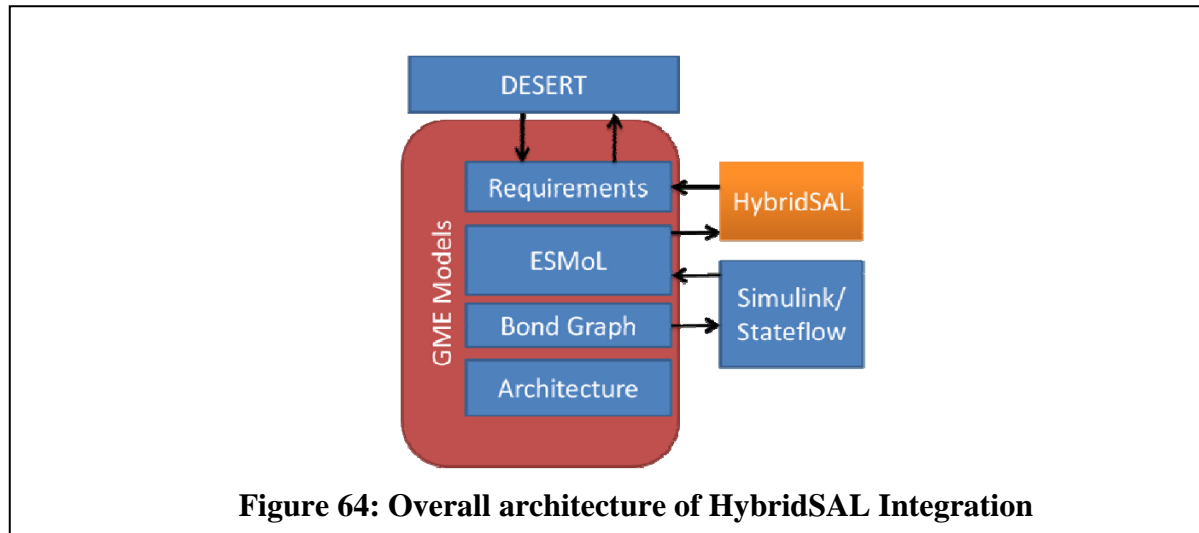 DESERT
GME Models
Requirements
ESMoL
Bond Graph
Architecture
HybridSAL
Simulink/
Stateflow
Figure 64: Overall architecture of HybridSAL Integration